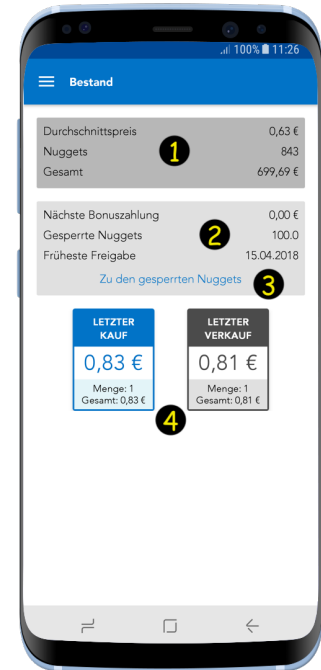 100% 11:26
Bestand
Durchschnittspreis 0,63 €
Nuggets 843
Gesamt 699,69 €
1
Nächste Bonuszahlung 0,00 €
Gesperrte Nuggets 100.0
2
Früheste Freigabe 15.04.2018
Zu den gesperrten Nuggets
3
LETZTER KAUF
0,83 €
Menge: 1
Gesamt: 0,83 €
LETZTER VERKAUF
0,81 €
Menge: 1
Gesamt: 0,81 €
4